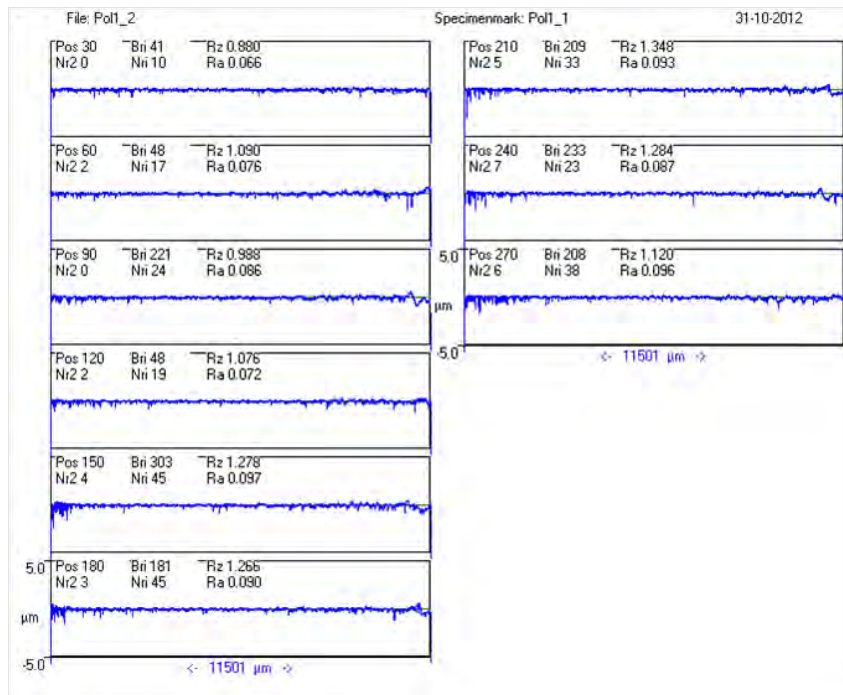 File: Pol1_2 Specimenmark: Pol1_1 31-10-2012
Pos 30 Bri 41 Rz 0.880
Nr2 0 Nri 10 Ra 0.066
Pos 60 Bri 48 Rz 1.090
Nr2 2 Nri 17 Ra 0.076
Pos 90 Bri 221 Rz 0.988
Nr2 0 Nri 24 Ra 0.086
Pos 120 Bri 48 Rz 1.076
Nr2 2 Nri 19 Ra 0.072
Pos 150 Bri 303 Rz 1.278
Nr2 4 Nri 45 Ra 0.097
5.0 Pos 180 Bri 181 Rz 1.266
Nr2 3 Nri 45 Ra 0.090
µm
-5.0
<- 11501 µm ->
Pos 210 Bri 209 Rz 1.348
Nr2 5 Nri 33 Ra 0.093
Pos 240 Bri 233 Rz 1.284
Nr2 7 Nri 23 Ra 0.087
5.0 Pos 270 Bri 208 Rz 1.120
Nr2 6 Nri 38 Ra 0.096
µm
-5.0
<- 11501 µm ->